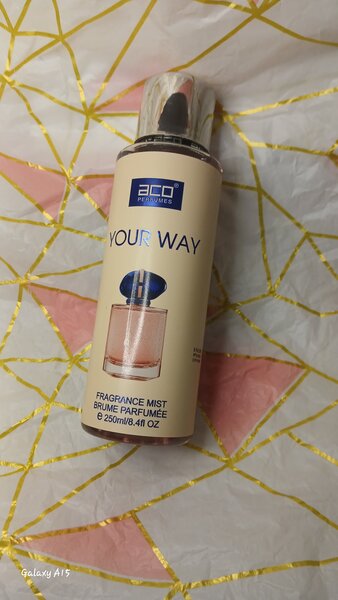 aco®
PERFUMES
YOUR WAY
FRAGRANCE MIST
BRUME PARFUMÉE
e 250ml/8.4fl OZ
Galaxy A15